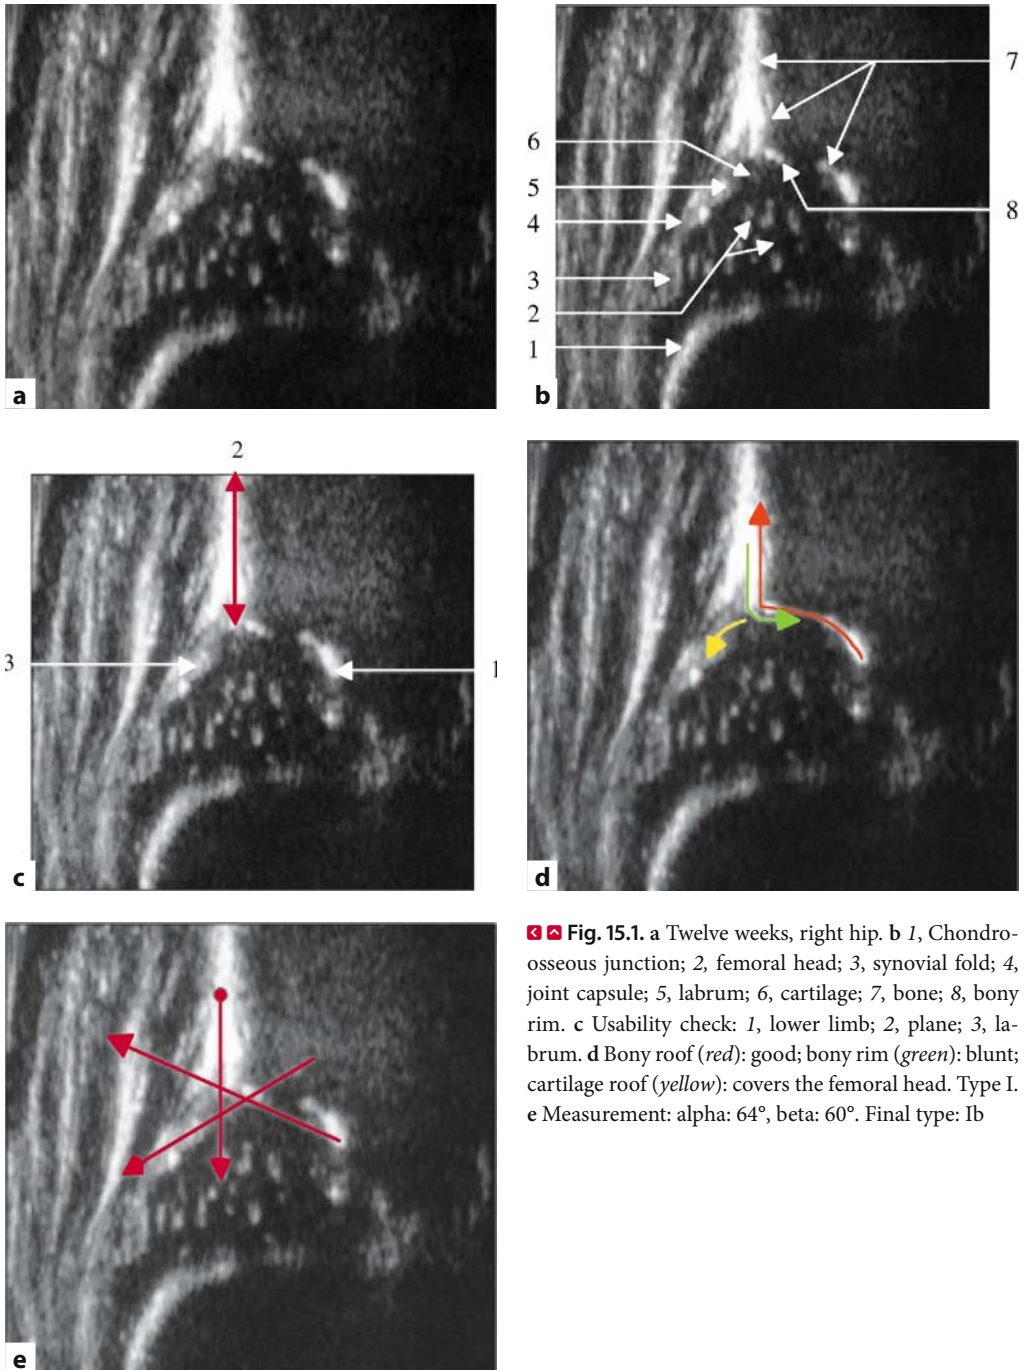 a
7
6
5
4
3
2
1
8
b
2
3
1
c
d
Fig. 15.1. a Twelve weeks, right hip. b 1, Chondro-
osseous junction; 2, femoral head; 3, synovial fold; 4,
joint capsule; 5, labrum; 6, cartilage; 7, bone; 8, bony
rim. c Usability check: 1, lower limb; 2, plane; 3, la-
brum. d Bony roof (red): good; bony rim (green): blunt;
cartilage roof (yellow): covers the femoral head. Type I.
e Measurement: alpha: 64°, beta: 60°. Final type: Ib
e